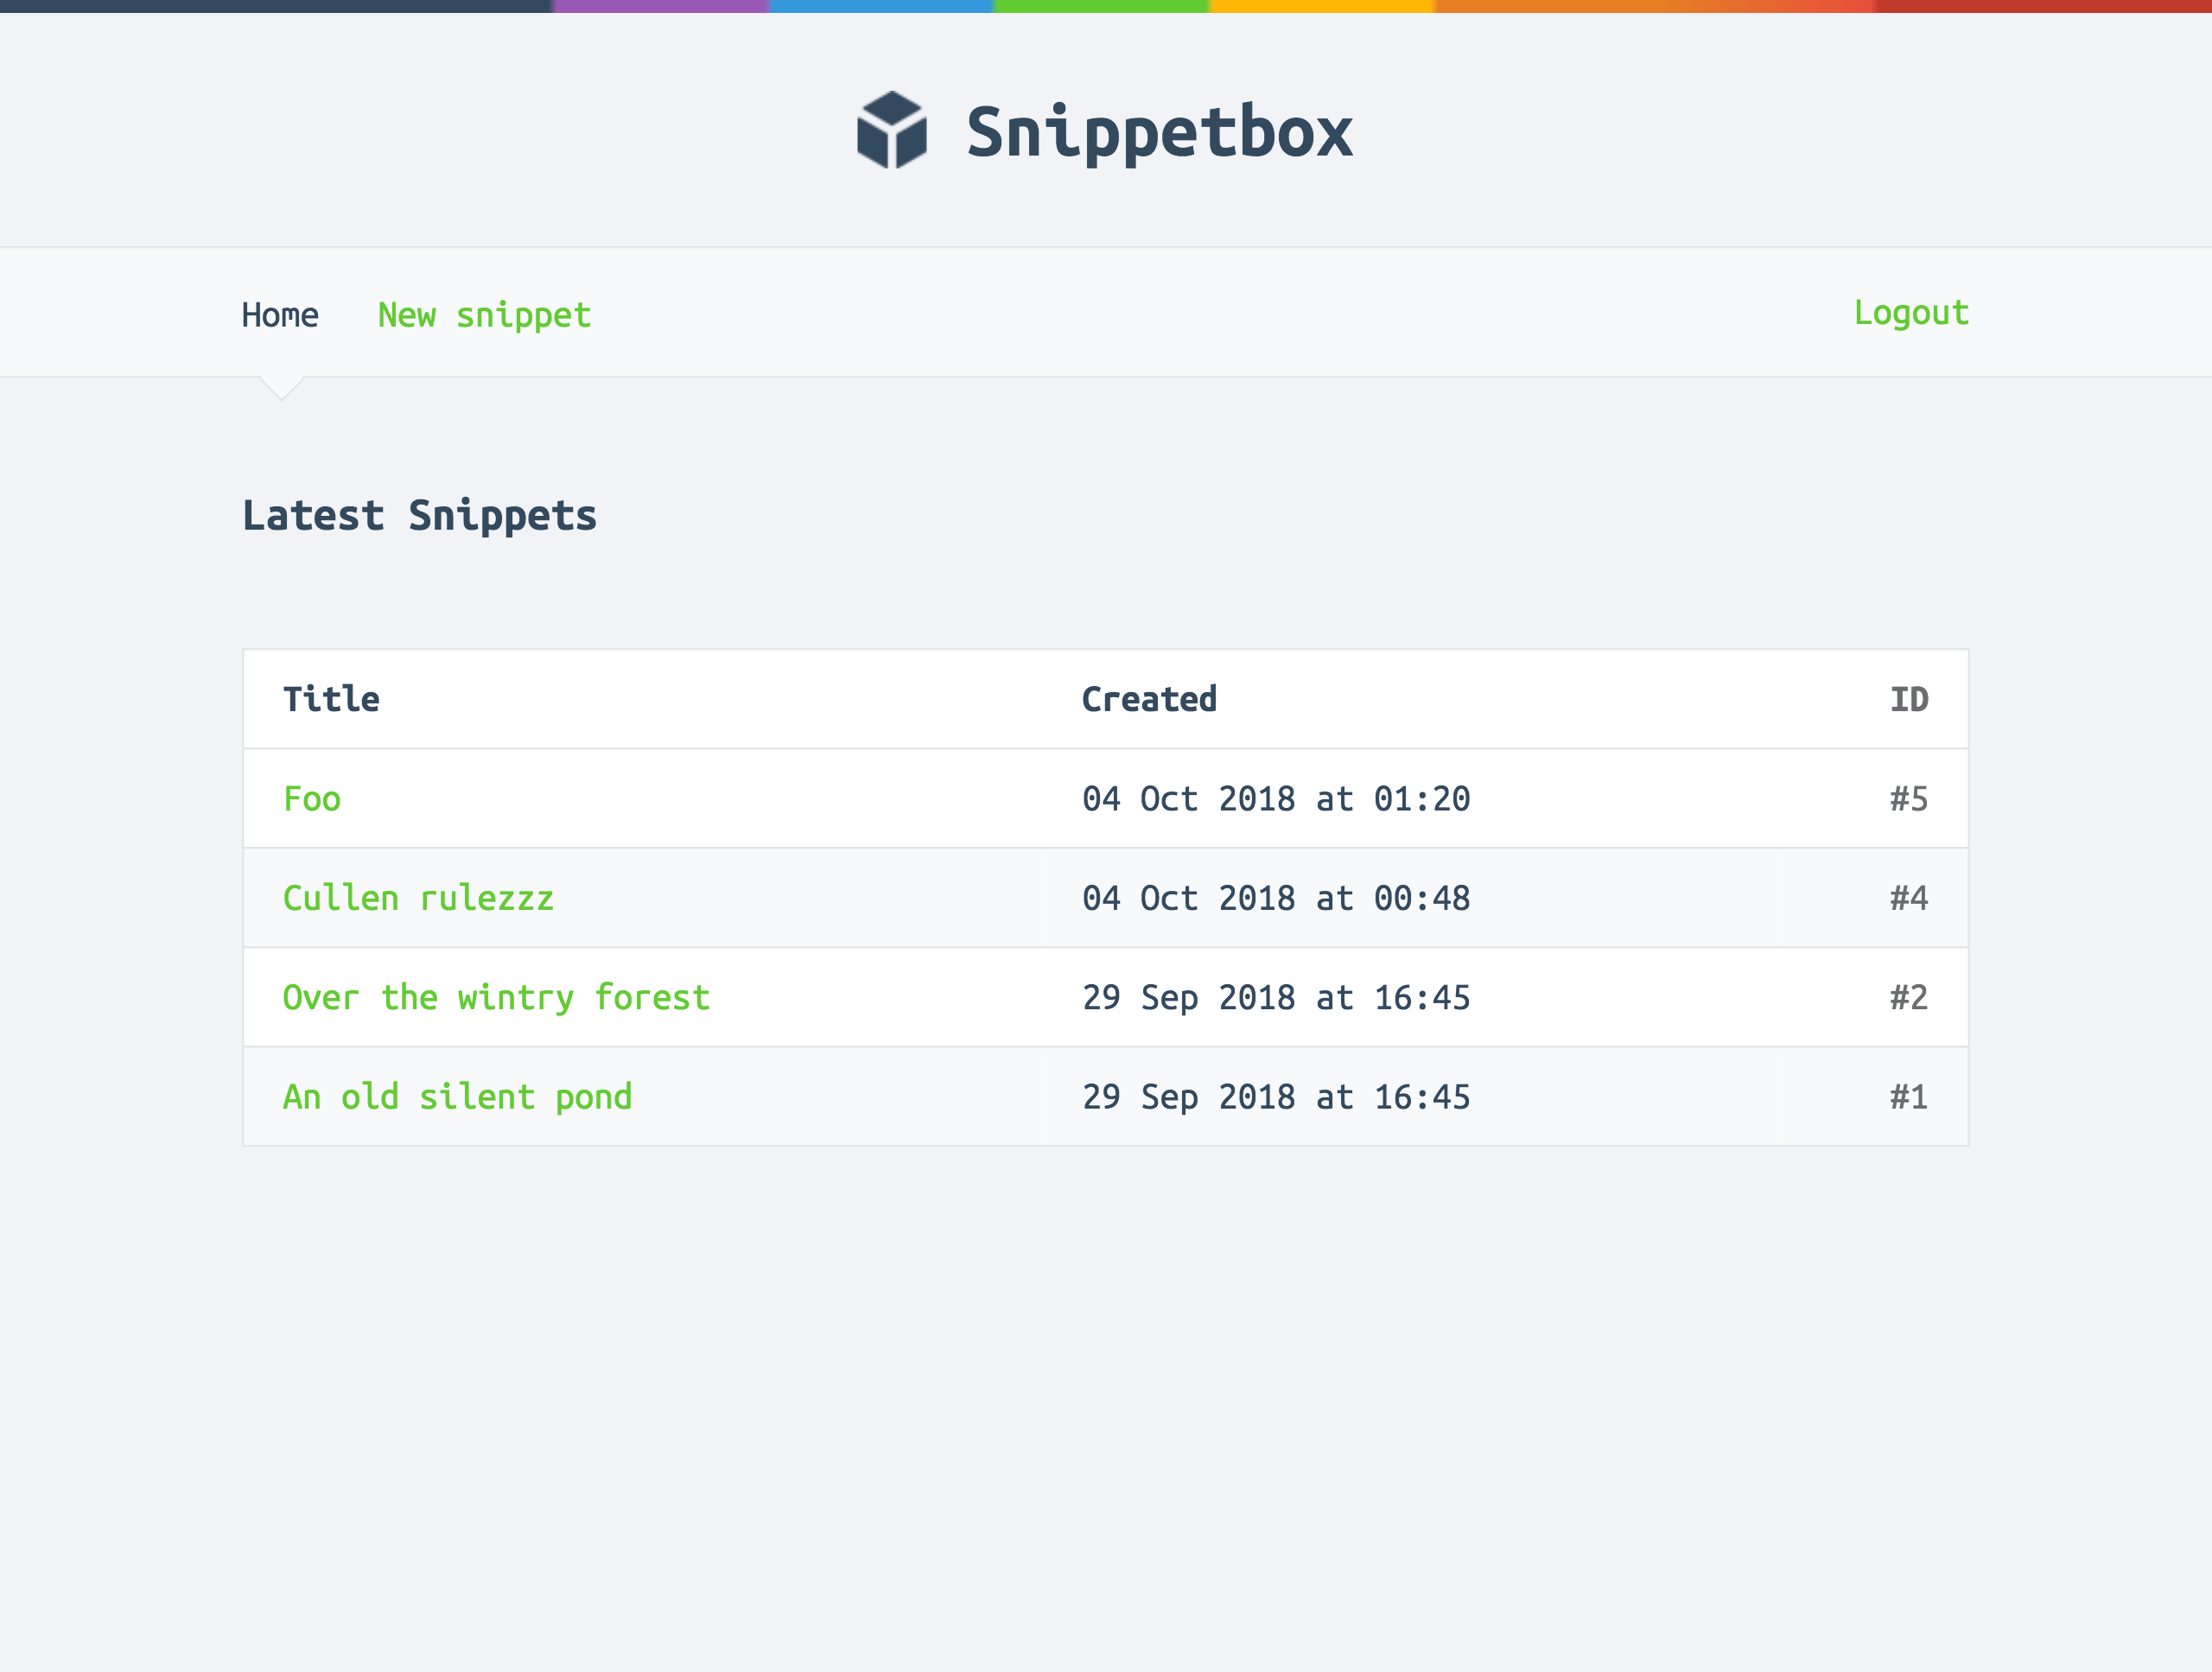 Snippetbox
Home New snippet Logout
Latest Snippets
Title Created ID
Foo 04 Oct 2018 at 01:20 #5
Cullen rulezzz 04 Oct 2018 at 00:48 #4
Over the wintry forest 29 Sep 2018 at 16:45 #2
An old silent pond 29 Sep 2018 at 16:45 #1